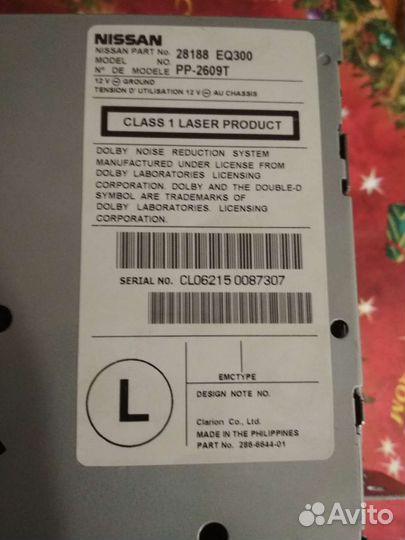 NISSAN
NISSAN PART No. 28188 EQ300
MODEL NO.
N° DE MODELE PP-2609T
12 V ⊖ GROUND
TENSION D' UTILISATION 12 V ⊖ AU CHASSIS
CLASS 1 LASER PRODUCT
DOLBY NOISE REDUCTION SYSTEM
MANUFACTURED UNDER LICENSE FROM
DOLBY LABORATORIES LICENSING
CORPORATION. DOLBY AND THE DOUBLE-D
SYMBOL ARE TRADEMARKS OF
DOLBY LABORATORIES. LICENSING
CORPORATION.
SERIAL NO. CL06215 0087307
L
EMCTYPE
DESIGN NOTE NO.
Clarion Co., Ltd.
MADE IN THE PHILIPPINES
PART No. 286-6644-01
Avito